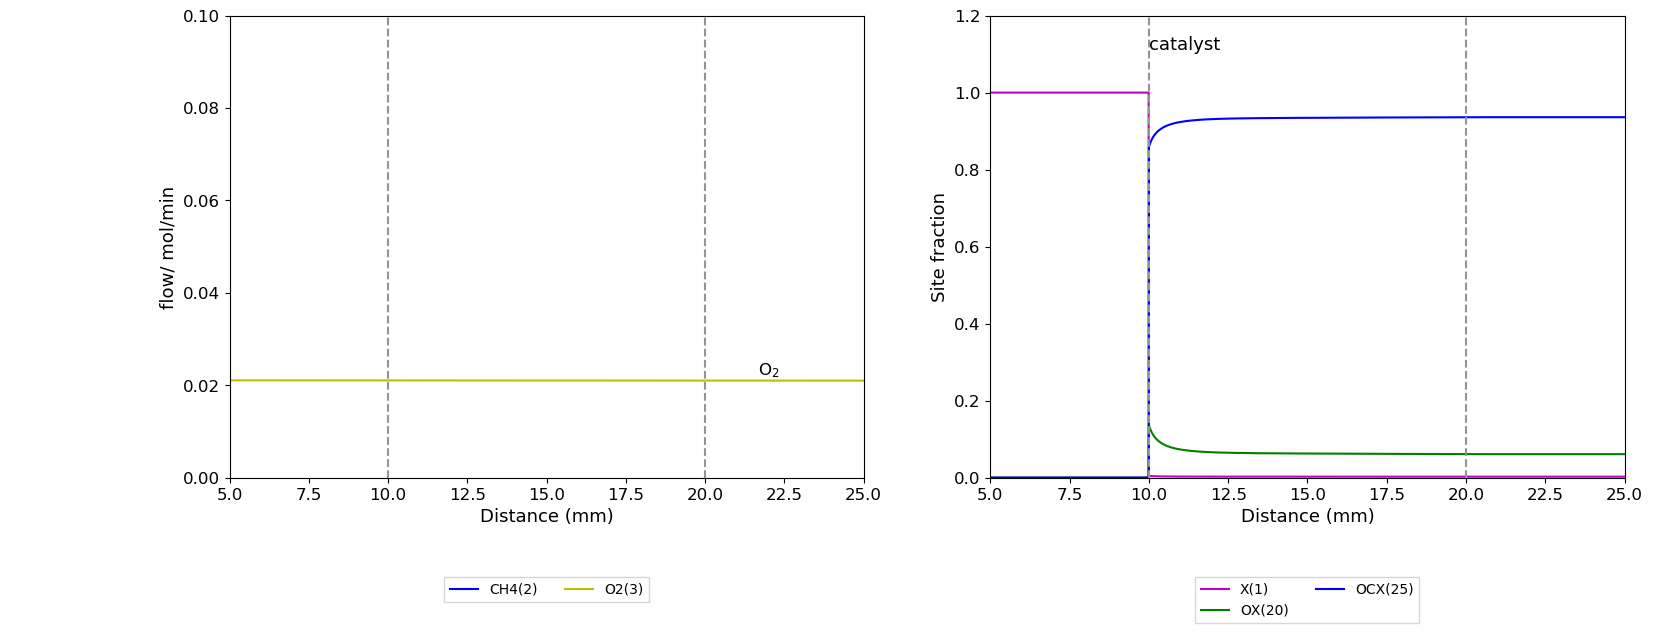 0.10
0.08
0.06
0.04
0.02
0.00
flow/ mol/min
O2
5.0 7.5 10.0 12.5 15.0 17.5 20.0 22.5 25.0
Distance (mm)
CH4(2) O2(3)
1.2
1.0
0.8
0.6
0.4
0.2
0.0
Site fraction
catalyst
5.0 7.5 10.0 12.5 15.0 17.5 20.0 22.5 25.0
Distance (mm)
X(1) OCX(25)
OX(20)